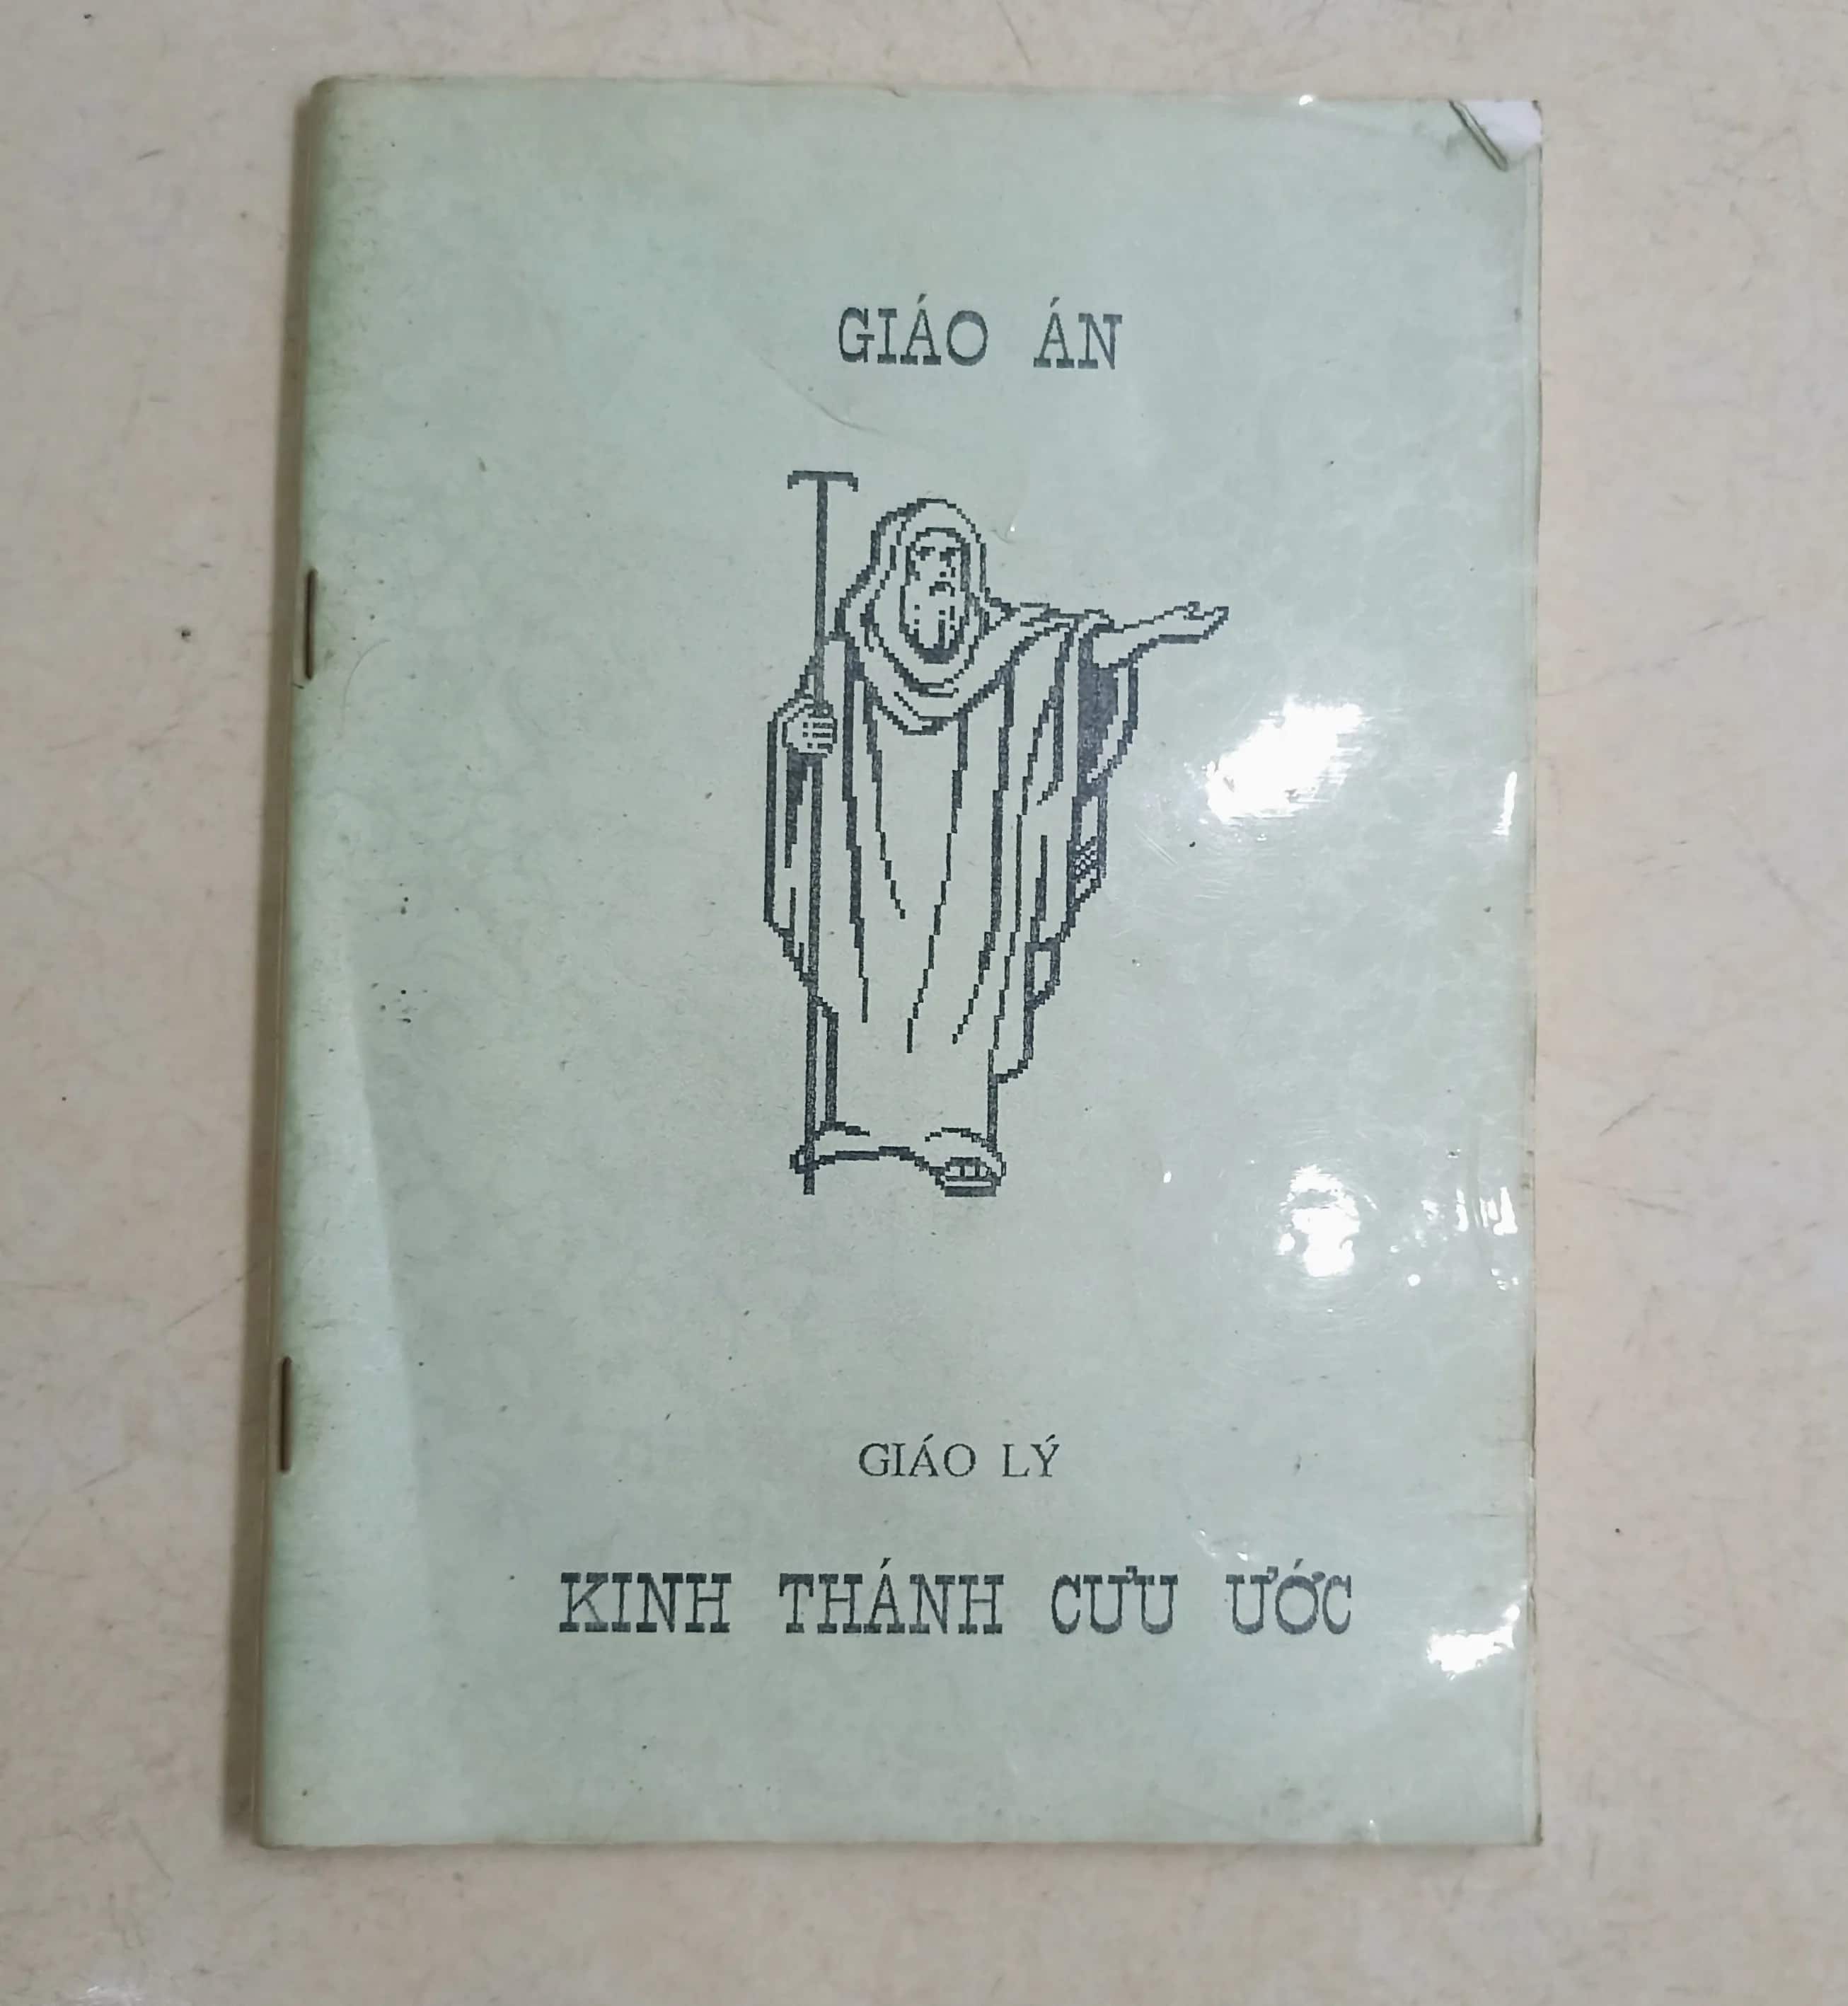 GIÁO ÁN
GIÁO LÝ
KINH THÁNH CỰU ƯỚC